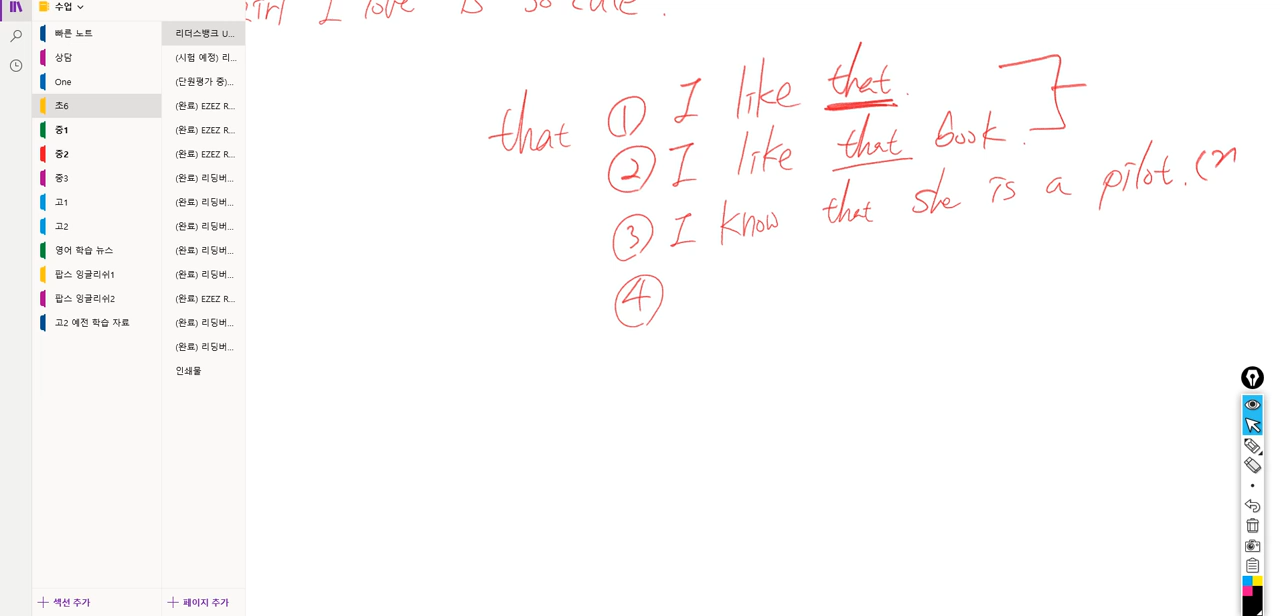 수업
빠른 노트
상담
One
초6
중1
중2
중3
고1
고2
영어 학습 뉴스
팝스 잉글리쉬1
팝스 잉글리쉬2
고2 예전 학습 자료
섹션 추가
리더스뱅크 U...
(시험 예정) 리...
(단원평가 중)...
(완료) EZEZ R...
(완료) EZEZ R...
(완료) EZEZ R...
(완료) 리딩버...
(완료) 리딩버...
(완료) 리딩버...
(완료) 리딩버...
(완료) 리딩버...
(완료) EZEZ R...
(완료) 리딩버...
(완료) 리딩버...
인쇄물
페이지 추가
girl I love is so cute.
that ① I like that.
② I like that book.
③ I know that she is a pilot.
④